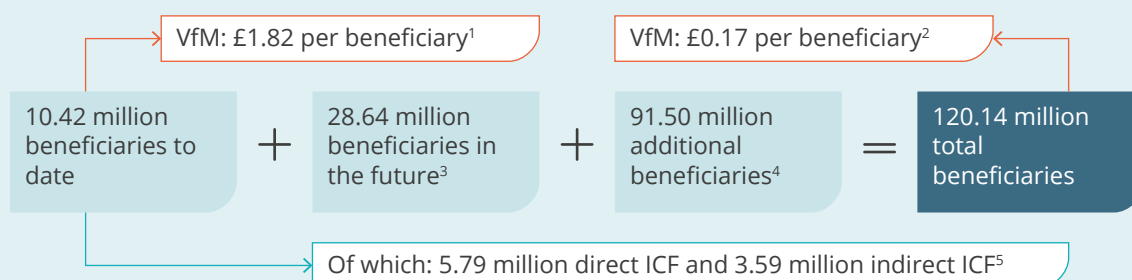 VfM: £1.82 per beneficiary¹
VfM: £0.17 per beneficiary²
10.42 million
beneficiaries to
date
+
28.64 million
beneficiaries in
the future³
+
91.50 million
additional
beneficiaries⁴
=
120.14 million
total
beneficiaries
Of which: 5.79 million direct ICF and 3.59 million indirect ICF⁵